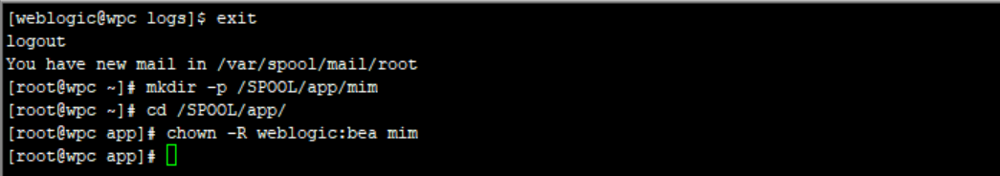 [weblogic@wpc logs]$ exit
logout
You have new mail in /var/spool/mail/root
[root@wpc ~]# mkdir -p /SPOOL/app/mim
[root@wpc ~]# cd /SPOOL/app/
[root@wpc app]# chown -R weblogic:bea mim
[root@wpc app]#